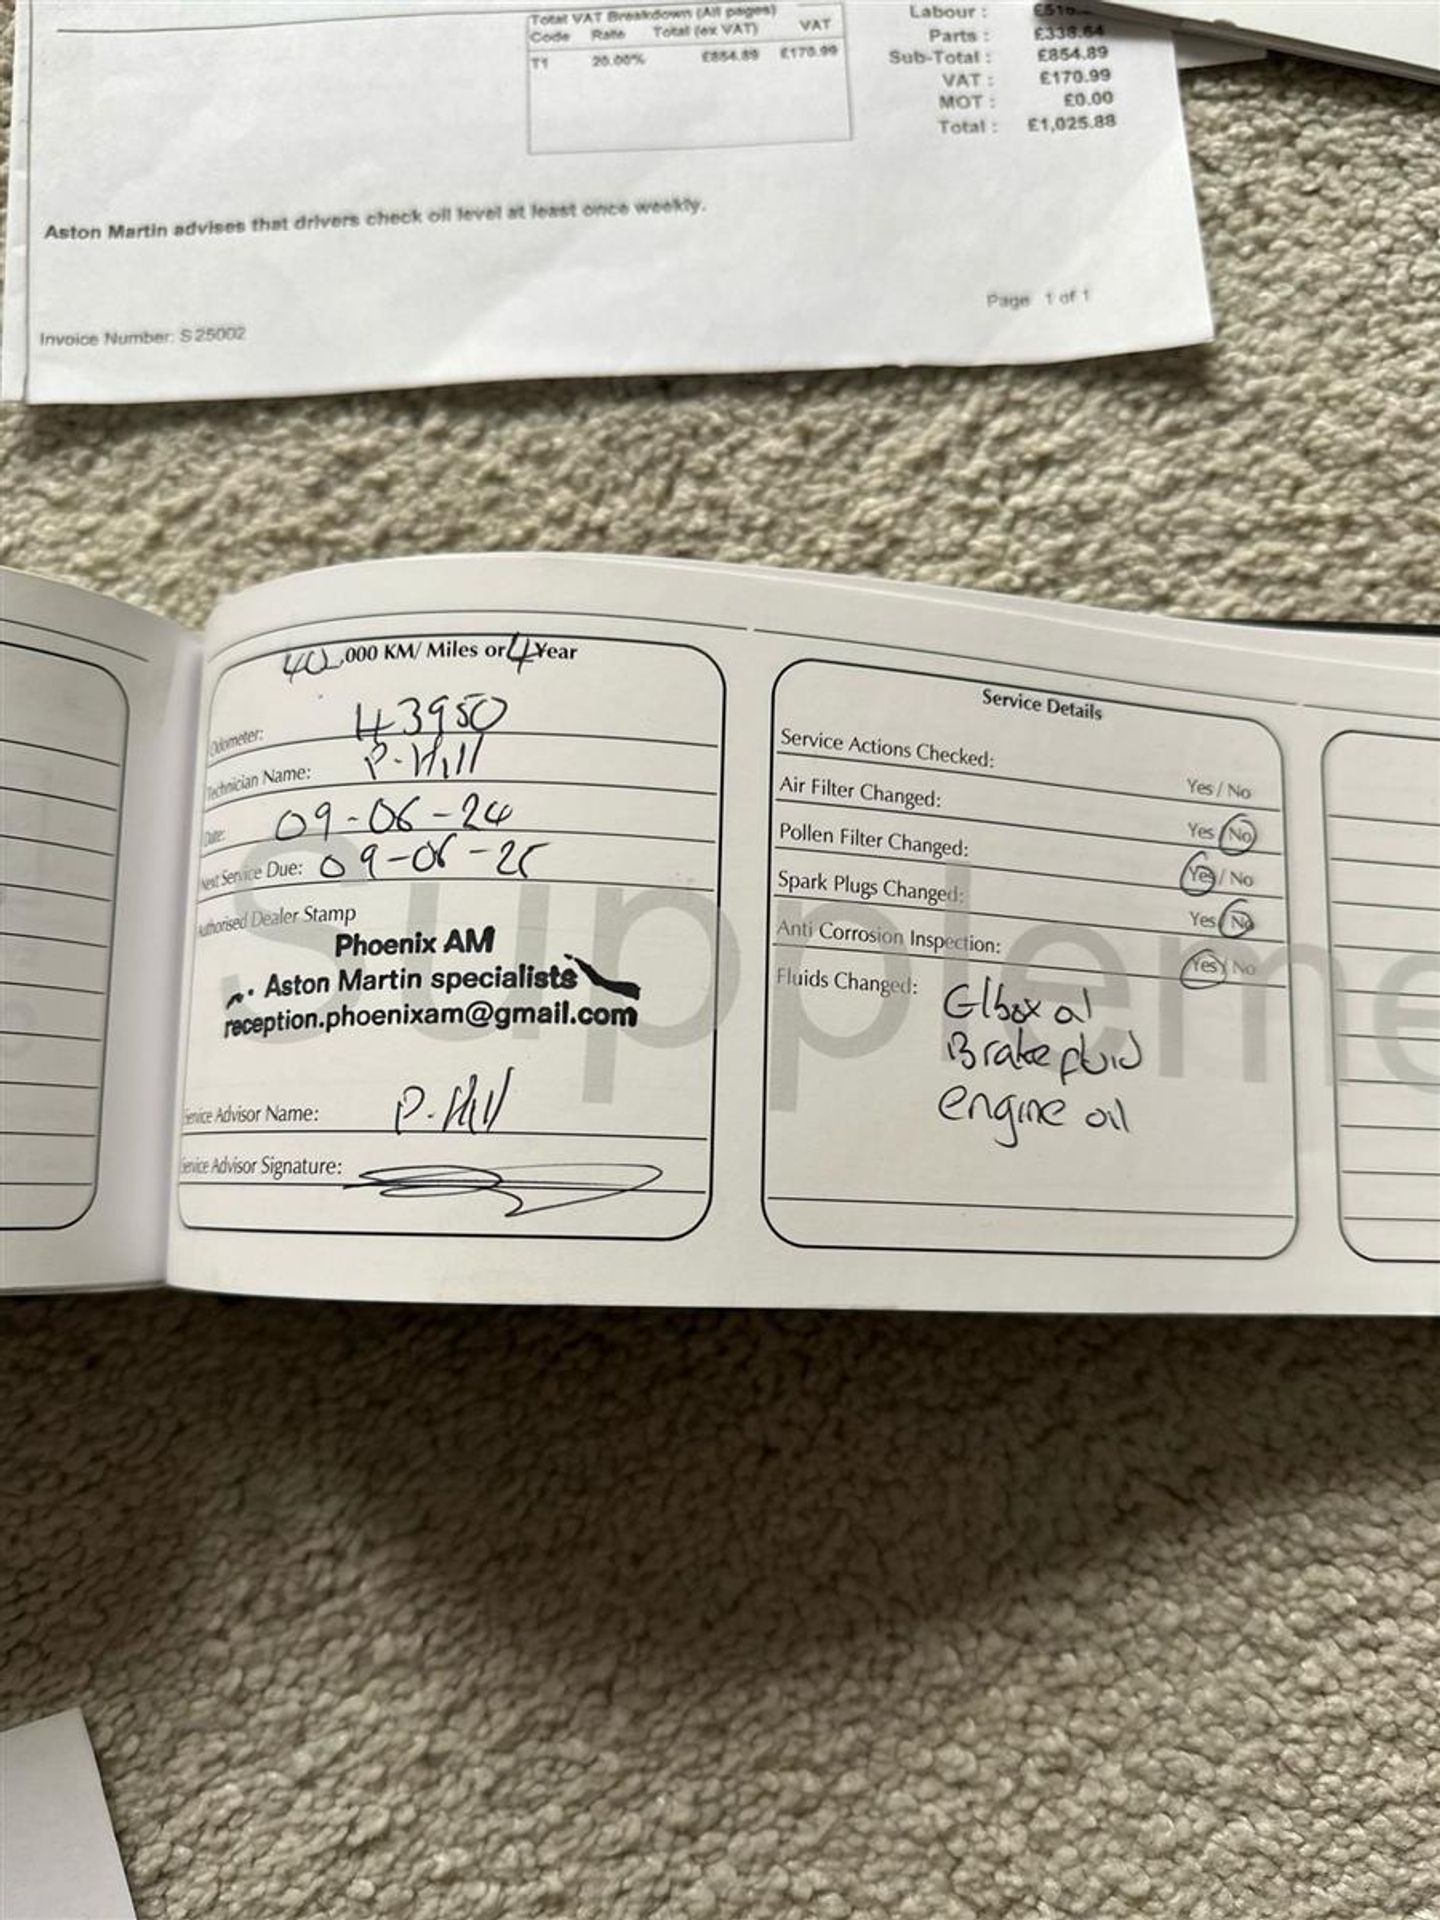 Total VAT Breakdown (All pages)
Code Rate Total (ex VAT) VAT
T1 20.00% £854.89 £170.99
Labour :
Parts : £338.64
Sub-Total : £854.89
VAT : £170.99
MOT : £0.00
Total : £1,025.88
Aston Martin advises that drivers check oil level at least once weekly.
Page 1 of 1
Invoice Number: S 25002
40,000 KM/ Miles or 4 Year
Odometer: 43950
Technician Name: P. Hill
Date: 09-06-24
Next Service Due: 09-06-25
Authorised Dealer Stamp
Phoenix AM
Aston Martin specialists
reception.phoenixam@gmail.com
Service Advisor Name: P. Hill
Service Advisor Signature:
Service Details
Service Actions Checked: Yes / No
Air Filter Changed: Yes / No
Pollen Filter Changed: Yes / No
Spark Plugs Changed: Yes / No
Anti Corrosion Inspection: Yes / No
Fluids Changed: G/box oil
Brake fluid
engine oil
Suppleme